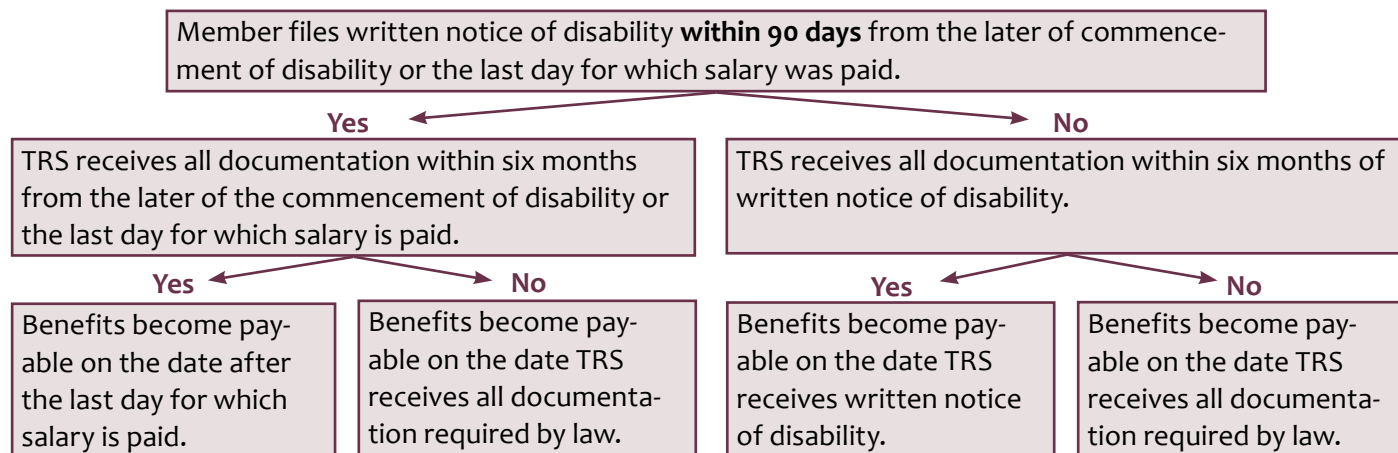 Member files written notice of disability within 90 days from the later of commence-
ment of disability or the last day for which salary was paid.
Yes
No
TRS receives all documentation within six months
from the later of the commencement of disability or
the last day for which salary is paid.
TRS receives all documentation within six months of
written notice of disability.
Yes
No
Yes
No
Benefits become pay-
able on the date after
the last day for which
salary is paid.
Benefits become pay-
able on the date TRS
receives all documenta-
tion required by law.
Benefits become pay-
able on the date TRS
receives written notice
of disability.
Benefits become pay-
able on the date TRS
receives all documenta-
tion required by law.